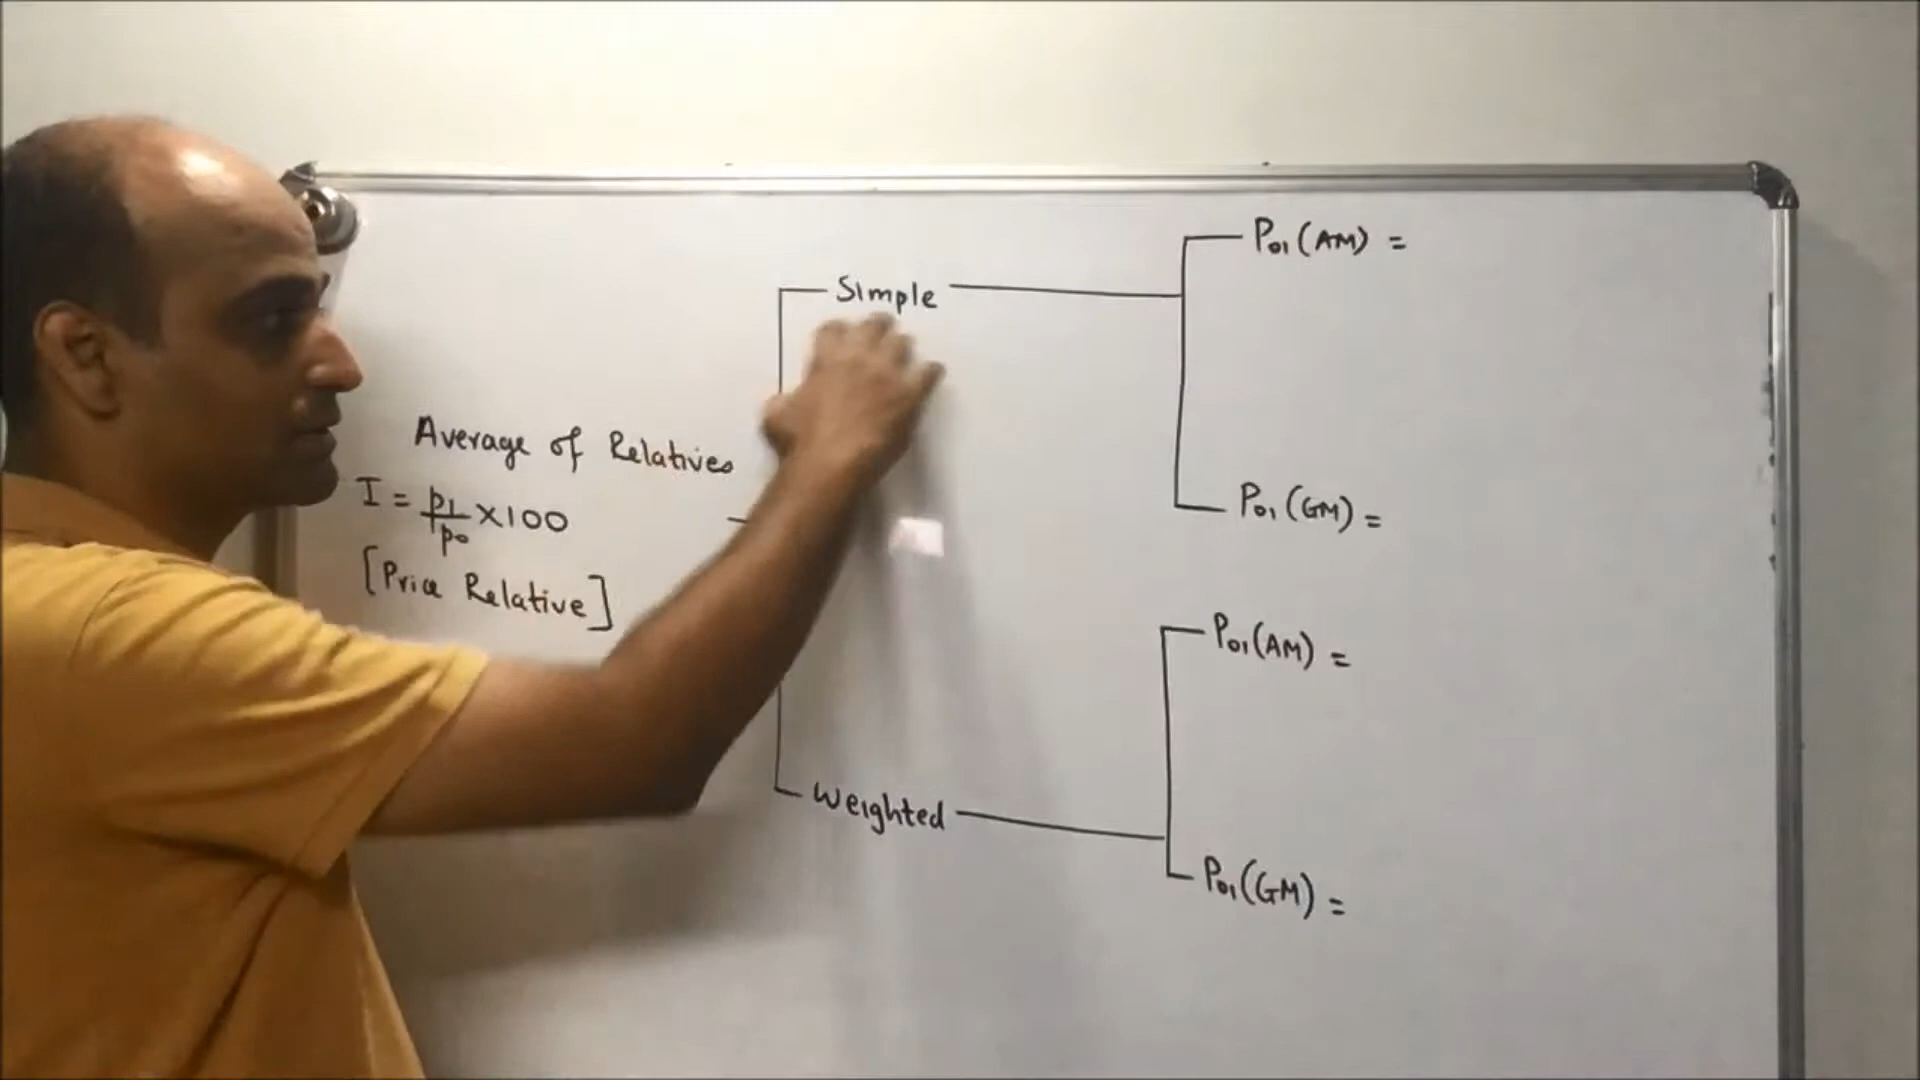 Average of Relatives
I = p1/p0 ×100
[Price Relative]
Simple
P01(AM) =
P01(GM) =
Weighted
P01(AM) =
P01(GM) =